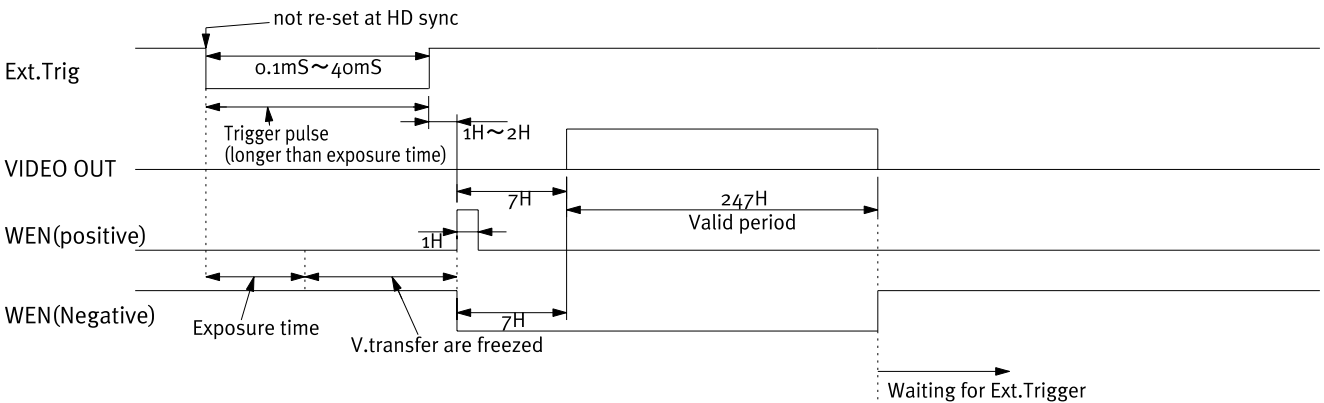 not re-set at HD sync
Ext.Trig
0.1mS～40mS
Trigger pulse
(longer than exposure time)
1H～2H
VIDEO OUT
7H
247H
Valid period
WEN(positive)
1H
WEN(Negative)
Exposure time
7H
V.transfer are freezed
Waiting for Ext.Trigger